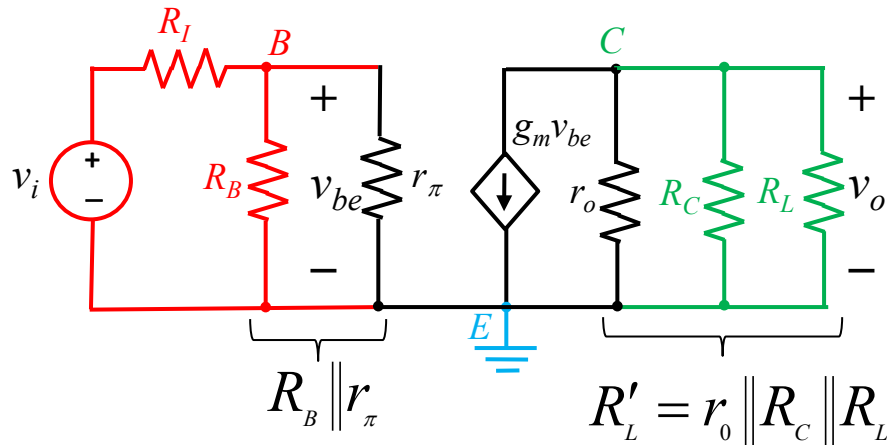 R_I
B
C
+
+
g_m v_be
+
v_i
−
R_B
v_be
r_π
r_o
R_C
R_L
v_o
−
−
E
R_B ∥ r_π
R′_L = r_0 ∥ R_C ∥ R_L